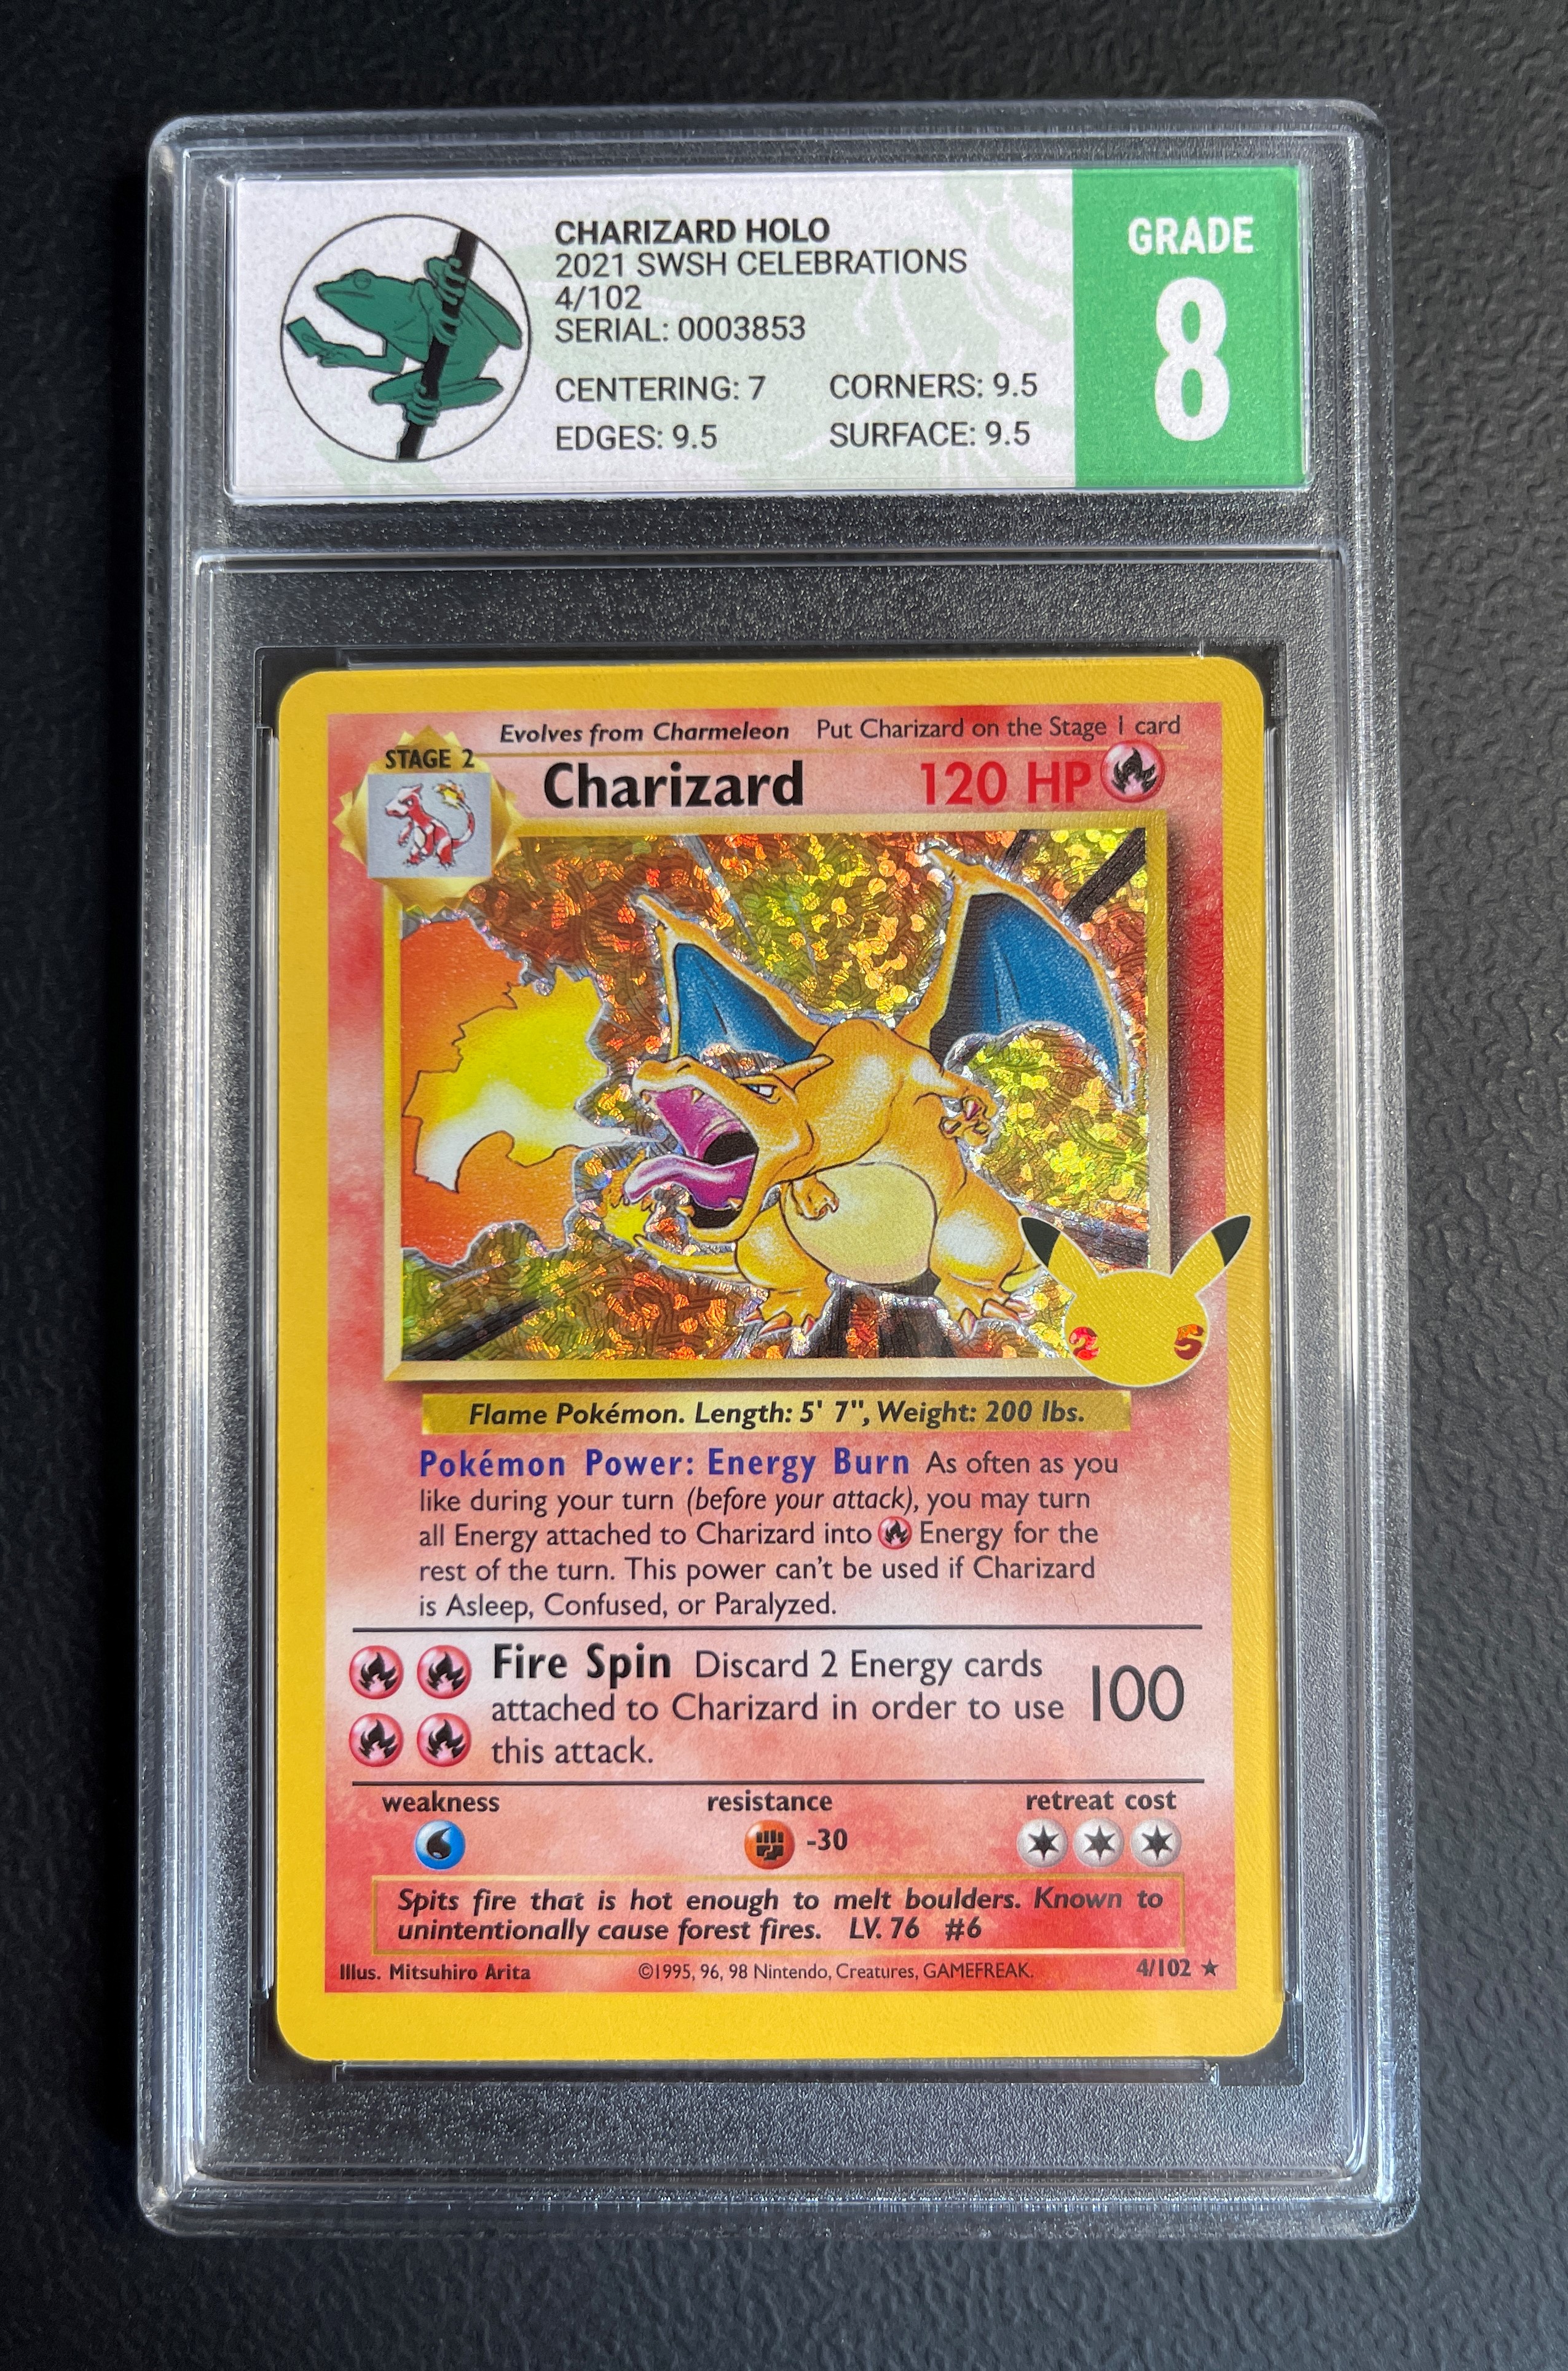 CHARIZARD HOLO
2021 SWSH CELEBRATIONS
4/102
SERIAL: 0003853
CENTERING: 7 CORNERS: 9.5
EDGES: 9.5 SURFACE: 9.5
GRADE
8
Evolves from Charmeleon Put Charizard on the Stage 1 card
STAGE 2
Charizard 120 HP
2 5
Flame Pokémon. Length: 5' 7", Weight: 200 lbs.
Pokémon Power: Energy Burn As often as you
like during your turn (before your attack), you may turn
all Energy attached to Charizard into Energy for the
rest of the turn. This power can't be used if Charizard
is Asleep, Confused, or Paralyzed.
Fire Spin Discard 2 Energy cards
attached to Charizard in order to use 100
this attack.
weakness resistance retreat cost
-30
Spits fire that is hot enough to melt boulders. Known to
unintentionally cause forest fires. LV. 76 #6
Illus. Mitsuhiro Arita ©1995, 96, 98 Nintendo, Creatures, GAMEFREAK. 4/102 ★